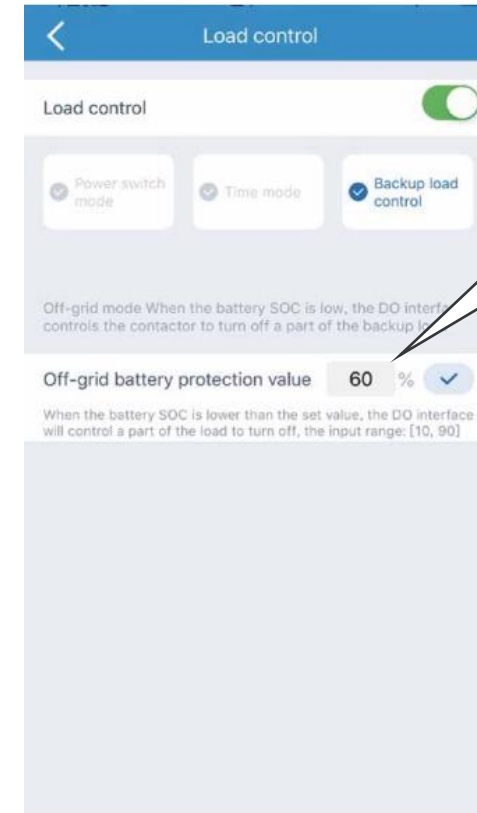 Load control
Load control
Power switch
mode
Time mode
Backup load
control
Off-grid mode When the battery SOC is low, the DO interface
controls the contactor to turn off a part of the backup
Off-grid battery protection value 60 %
When the battery SOC is lower than the set value, the DO interface
will control a part of the load to turn off, the input range: [10, 90]